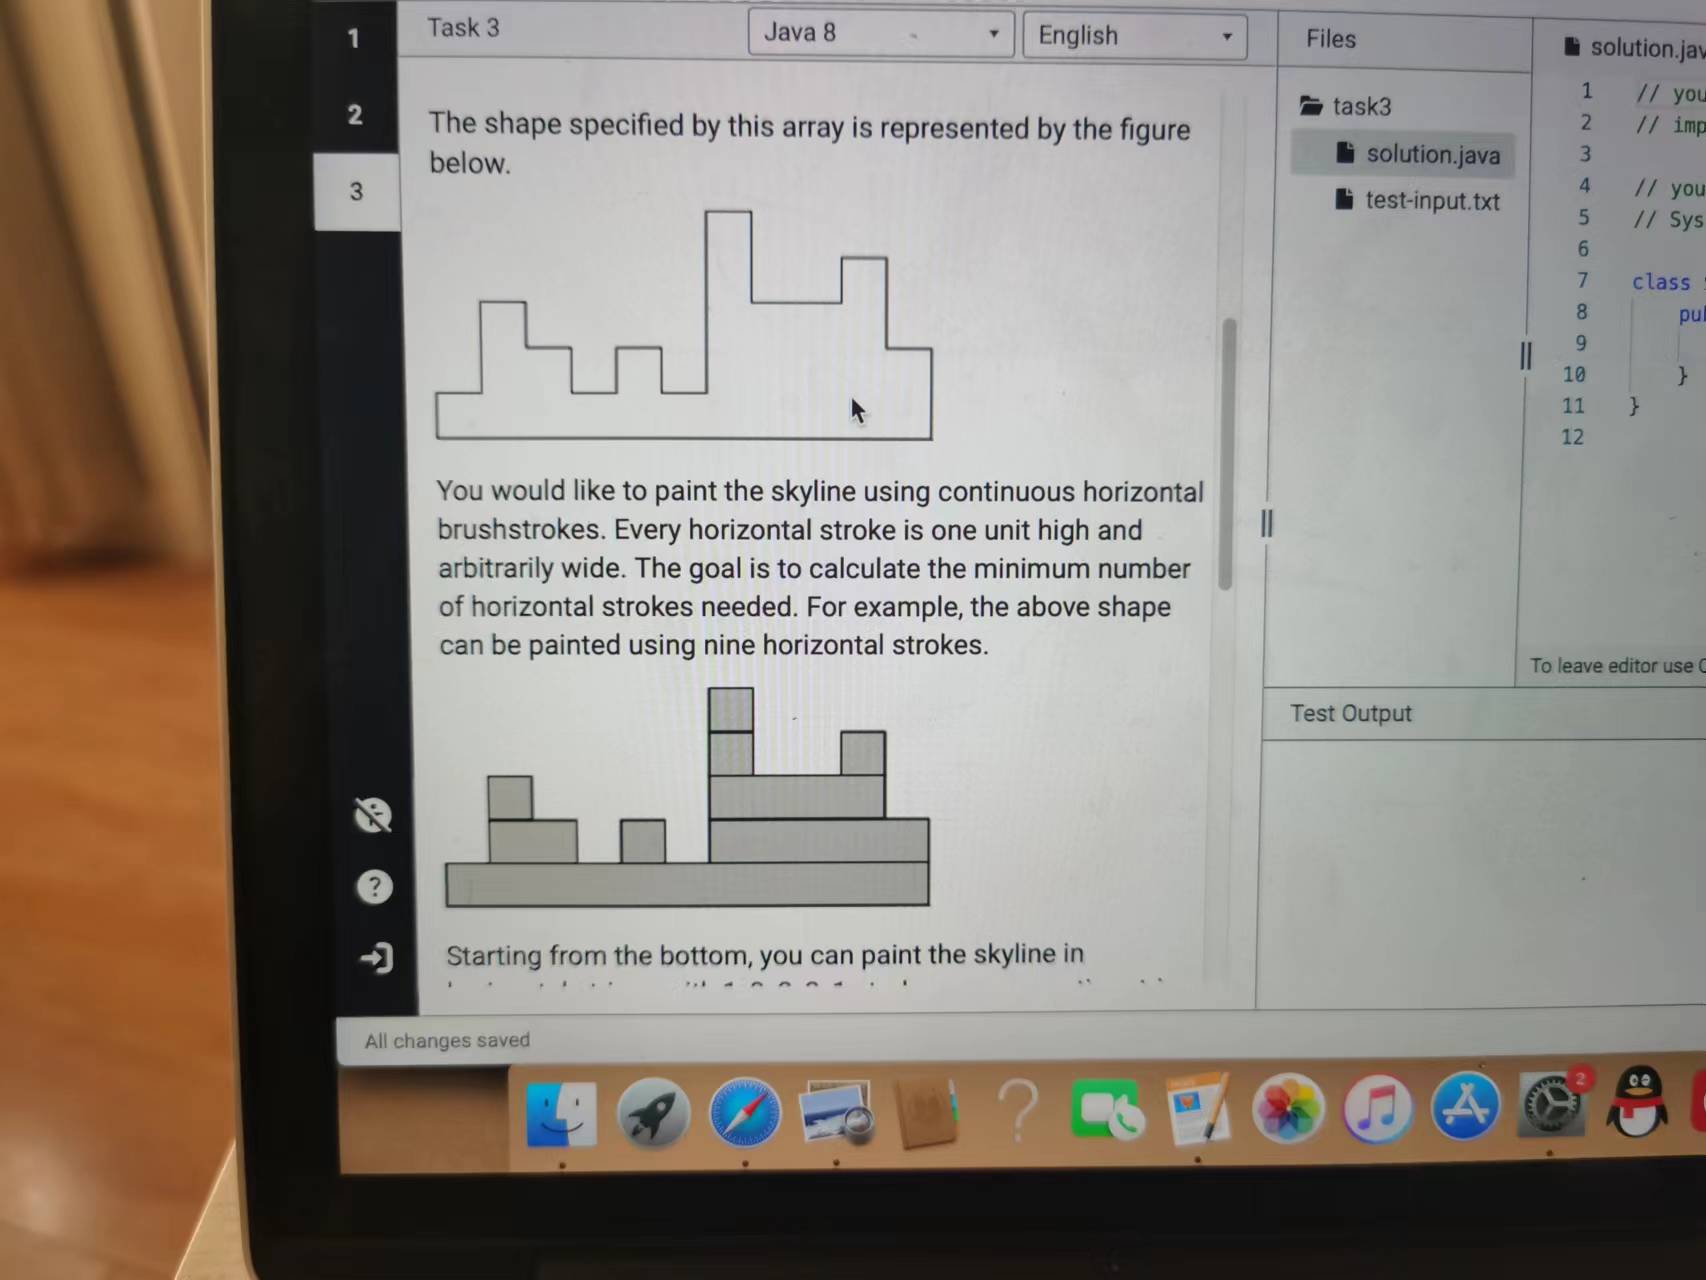 1
2
3
Task 3
Java 8
English
The shape specified by this array is represented by the figure
below.
You would like to paint the skyline using continuous horizontal
brushstrokes. Every horizontal stroke is one unit high and
arbitrarily wide. The goal is to calculate the minimum number
of horizontal strokes needed. For example, the above shape
can be painted using nine horizontal strokes.
Starting from the bottom, you can paint the skyline in
?
All changes saved
Files
task3
solution.java
test-input.txt
solution.jav
1 // you
2 // imp
3
4 // you
5 // Sys
6
7 class
8 pub
9
10 }
11 }
12
To leave editor use
Test Output
2